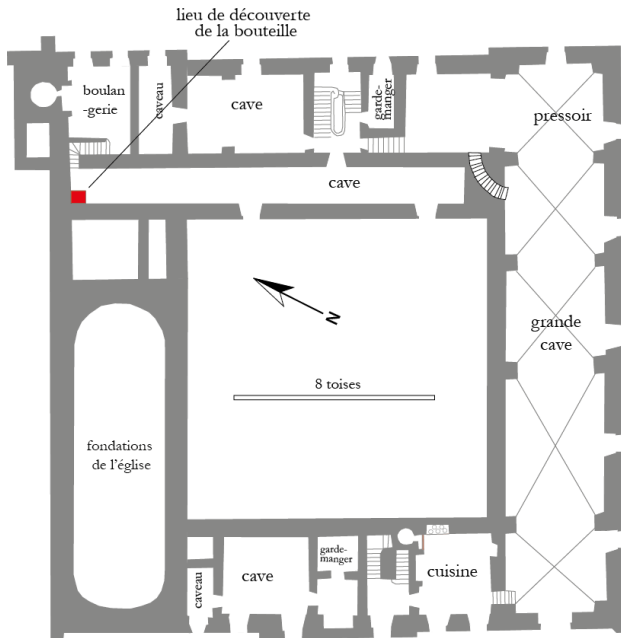 lieu de découverte
de la bouteille
boulan
-gerie
caveau
cave
garde-
manger
pressoir
cave
N
grande
cave
8 toises
fondations
de l'église
caveau
cave
garde-
manger
cuisine